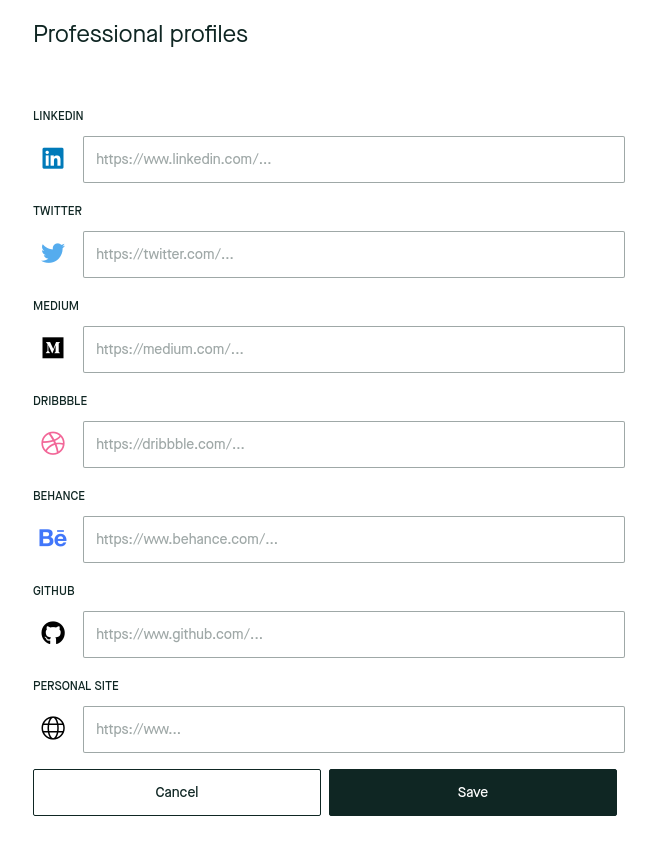 Professional profiles
LINKEDIN
in
https://www.linkedin.com/...
TWITTER
https://twitter.com/...
MEDIUM
M
https://medium.com/...
DRIBBBLE
https://dribbble.com/...
BEHANCE
Bē
https://www.behance.com/...
GITHUB
https://www.github.com/...
PERSONAL SITE
https://www...
Cancel Save